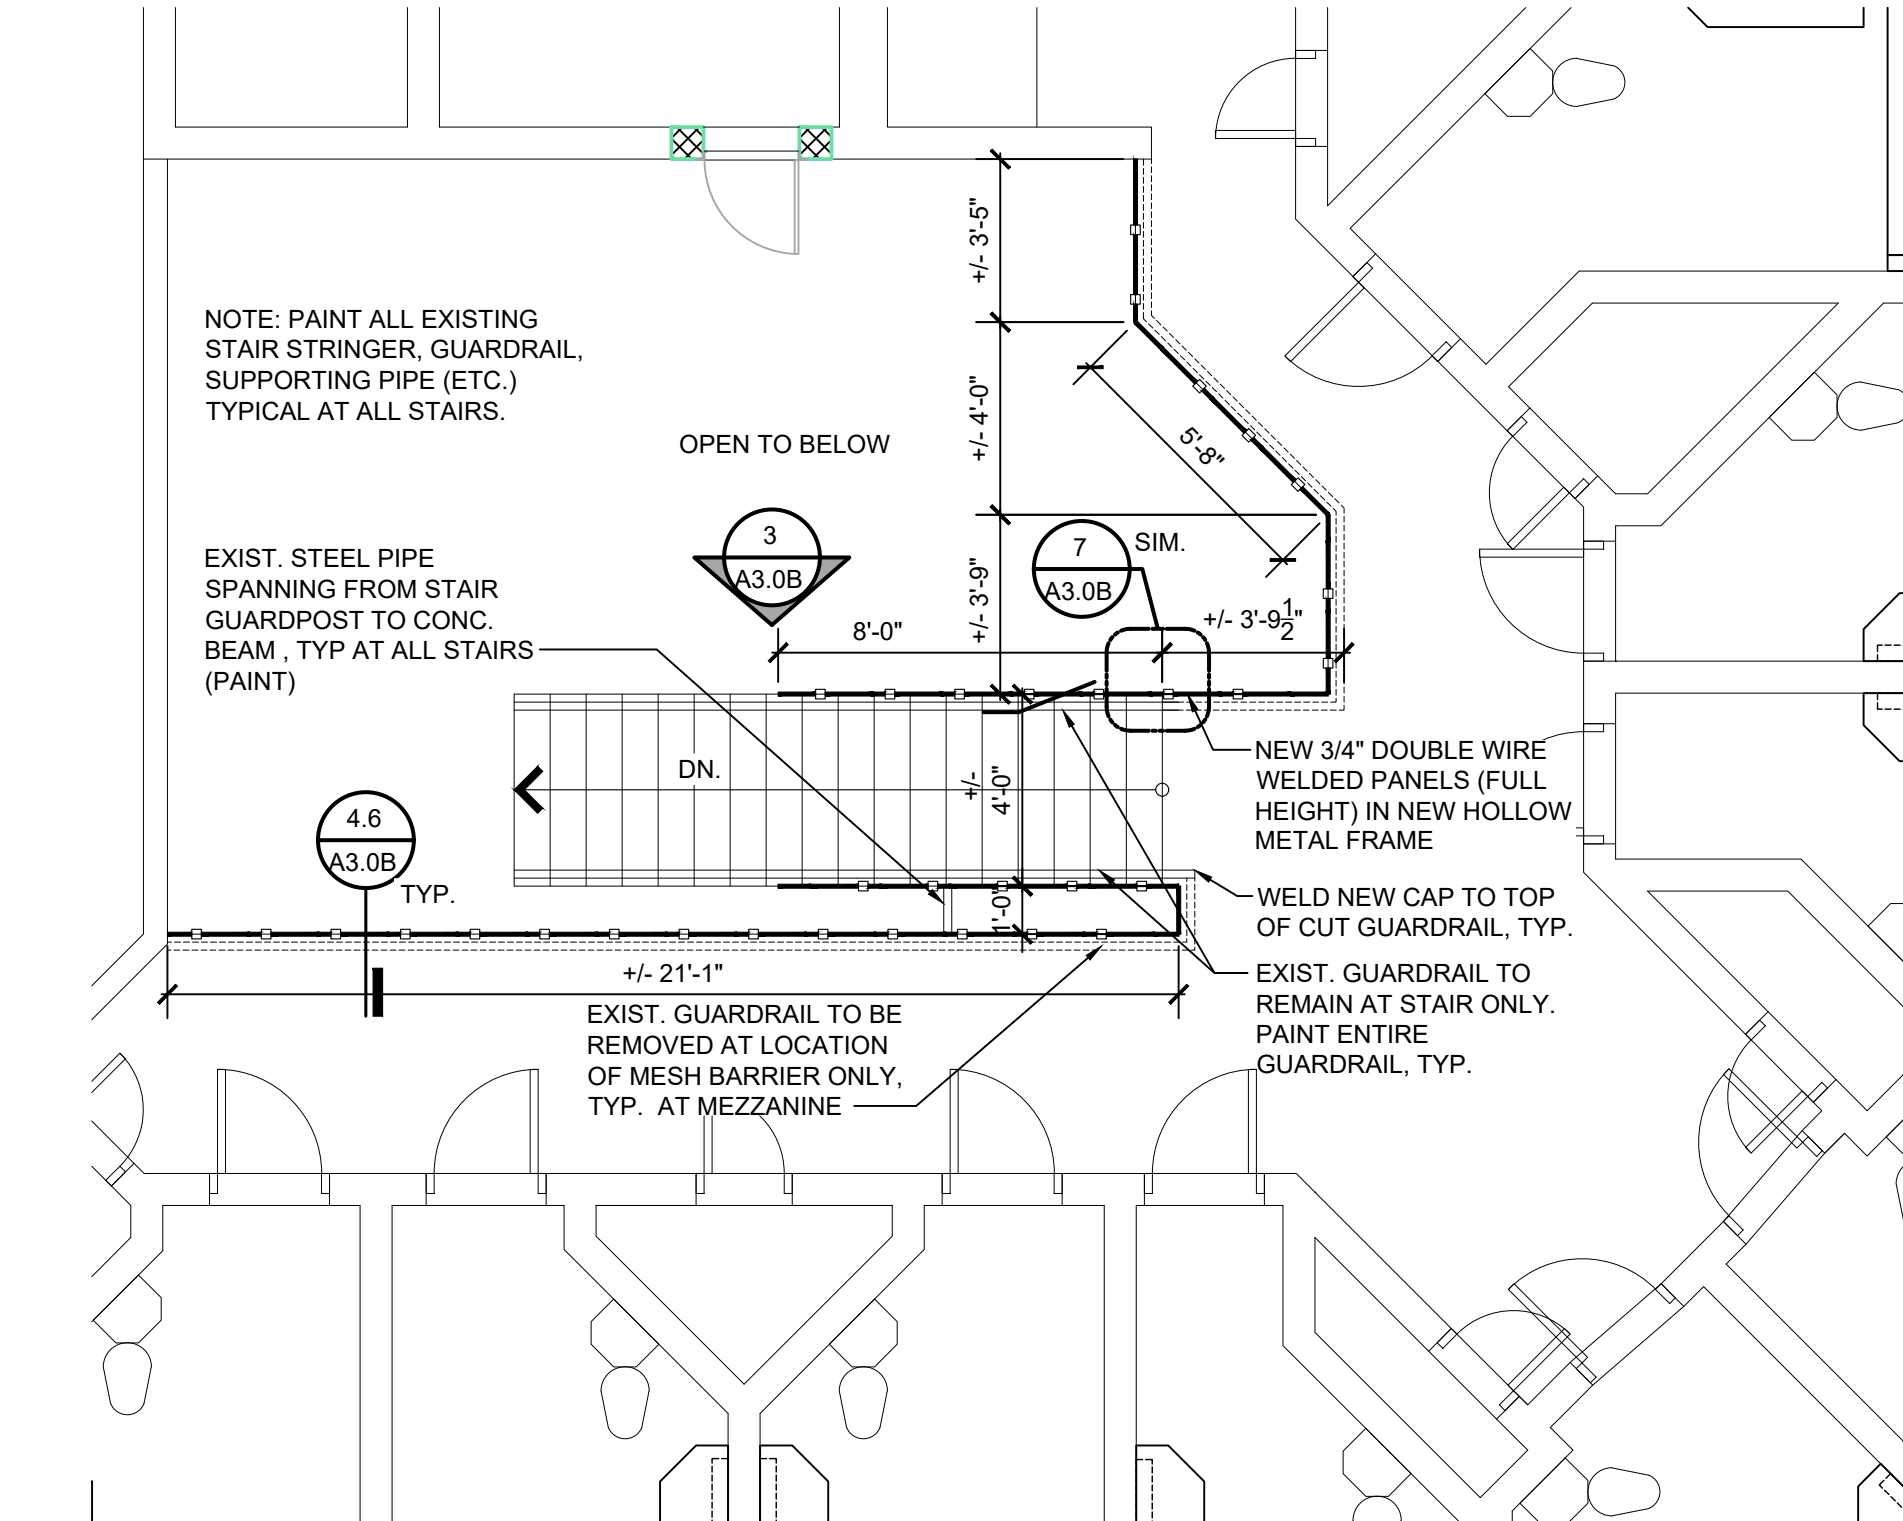 +/- 3'-5"
NOTE: PAINT ALL EXISTING
STAIR STRINGER, GUARDRAIL,
SUPPORTING PIPE (ETC.)
TYPICAL AT ALL STAIRS.
+/- 4'-0"
5'-8"
OPEN TO BELOW
3
A3.0B
7
A3.0B
SIM.
EXIST. STEEL PIPE
SPANNING FROM STAIR
GUARDPOST TO CONC.
BEAM , TYP AT ALL STAIRS
(PAINT)
+/- 3'-9"
8'-0"
+/- 3'-9 1/2"
DN.
+/-
4'-0"
NEW 3/4" DOUBLE WIRE
WELDED PANELS (FULL
HEIGHT) IN NEW HOLLOW
METAL FRAME
4.6
A3.0B
TYP.
1'-0"
WELD NEW CAP TO TOP
OF CUT GUARDRAIL, TYP.
+/- 21'-1"
EXIST. GUARDRAIL TO
REMAIN AT STAIR ONLY.
PAINT ENTIRE
GUARDRAIL, TYP.
EXIST. GUARDRAIL TO BE
REMOVED AT LOCATION
OF MESH BARRIER ONLY,
TYP.  AT MEZZANINE